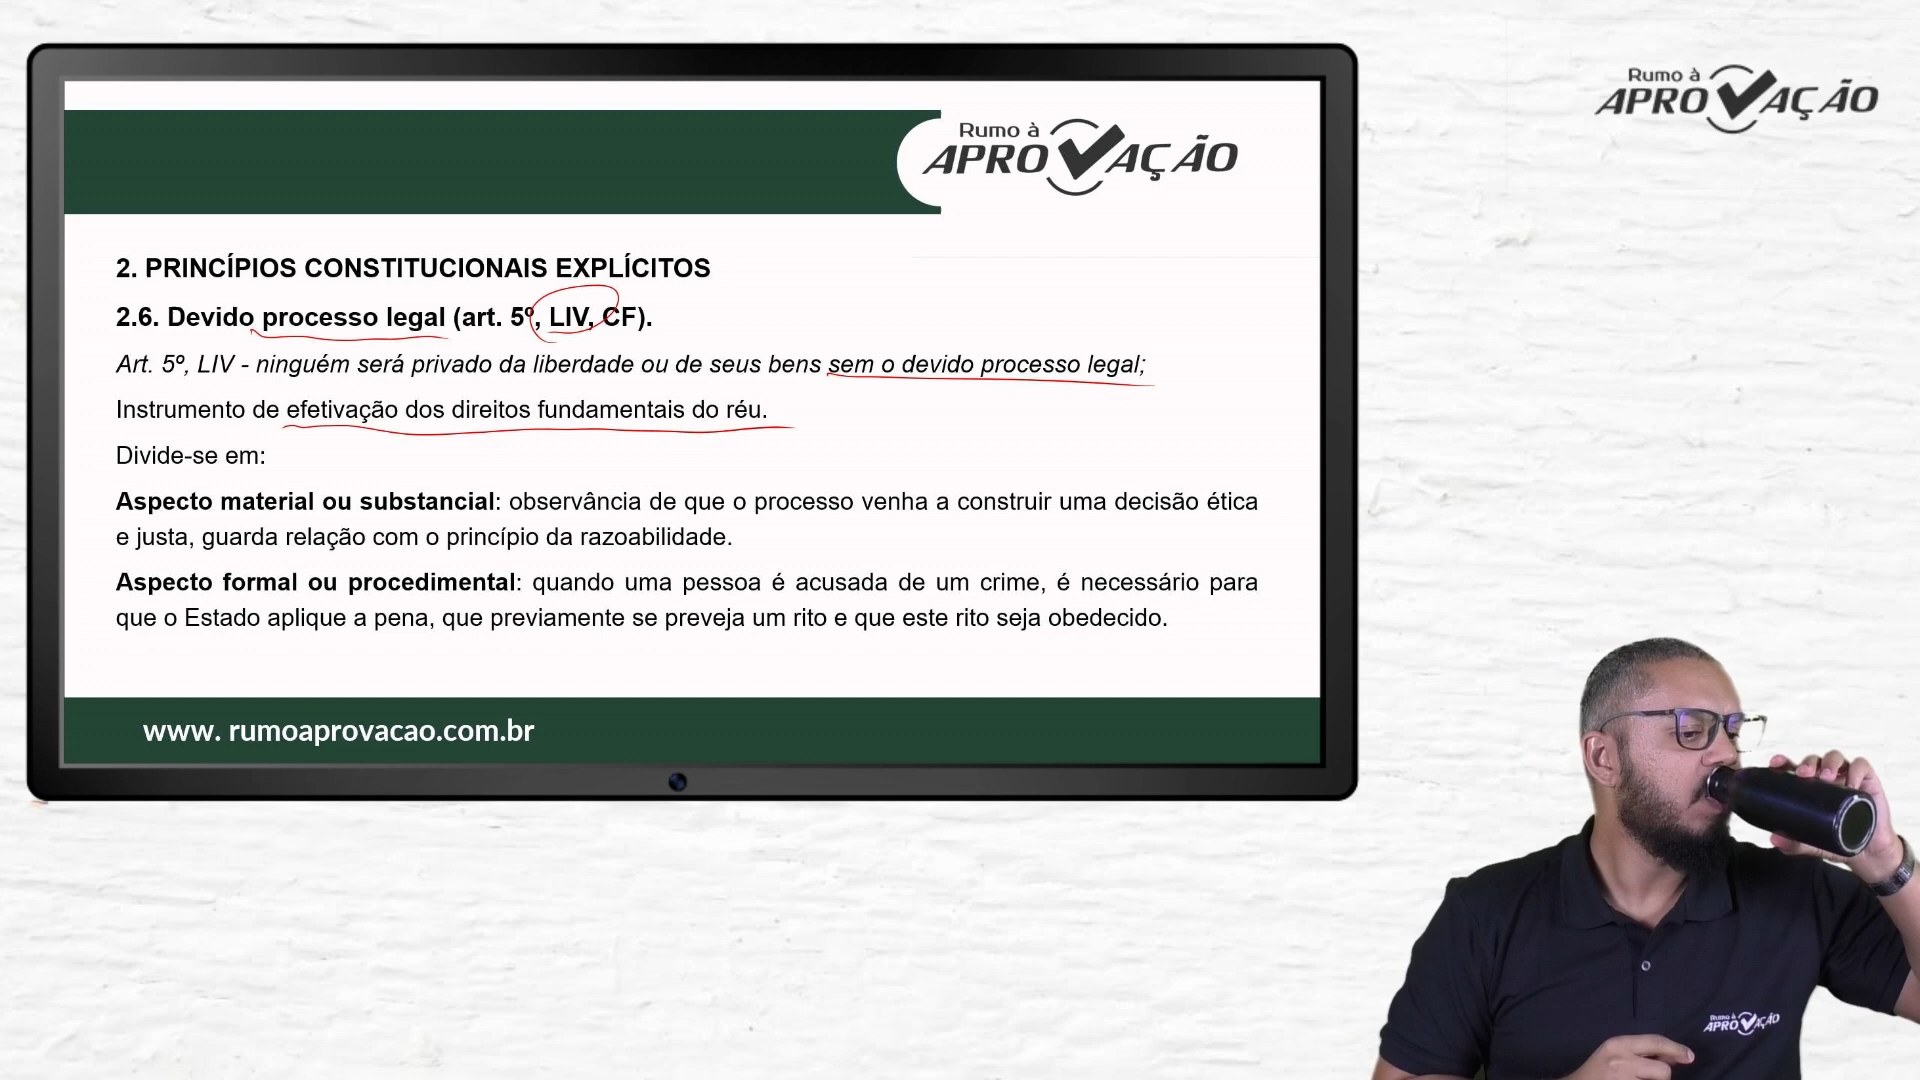 Rumo à
APROVAÇÃO
Rumo à
APROVAÇÃO
2. PRINCÍPIOS CONSTITUCIONAIS EXPLÍCITOS
2.6. Devido processo legal (art. 5º, LIV, CF).
Art. 5º, LIV - ninguém será privado da liberdade ou de seus bens sem o devido processo legal;
Instrumento de efetivação dos direitos fundamentais do réu.
Divide-se em:
Aspecto material ou substancial: observância de que o processo venha a construir uma decisão ética
e justa, guarda relação com o princípio da razoabilidade.
Aspecto formal ou procedimental: quando uma pessoa é acusada de um crime, é necessário para
que o Estado aplique a pena, que previamente se preveja um rito e que este rito seja obedecido.
www. rumoaprovacao.com.br
Rumo à
APROVAÇÃO